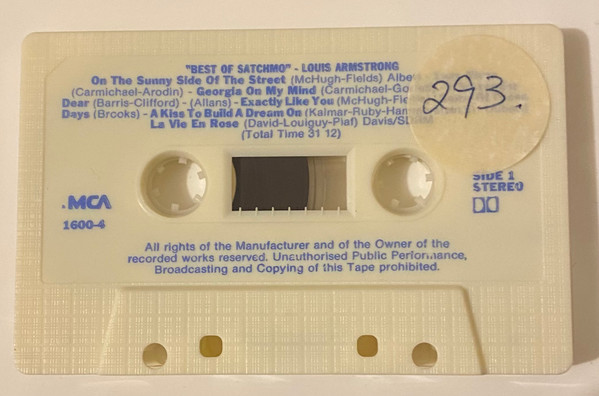 "BEST OF SATCHMO" - LOUIS ARMSTRONG
On The Sunny Side Of The Street (McHugh-Fields)
(Carmichael-Arodin) - Georgia On My Mind
Dear (Barris-Clifford) - (Allans) - Exactly Like You
Days (Brooks) - A Kiss To Build A Dream On (Kalmar-Ruby-
La Vie En Rose (David-Louiguy-Piaf)
(Total Time 31 12)
293.
MCA
1600-4
SIDE 1
STEREO
All rights of the Manufacturer and of the Owner of the
recorded works reserved. Unauthorised Public Performance,
Broadcasting and Copying of this Tape prohibited.